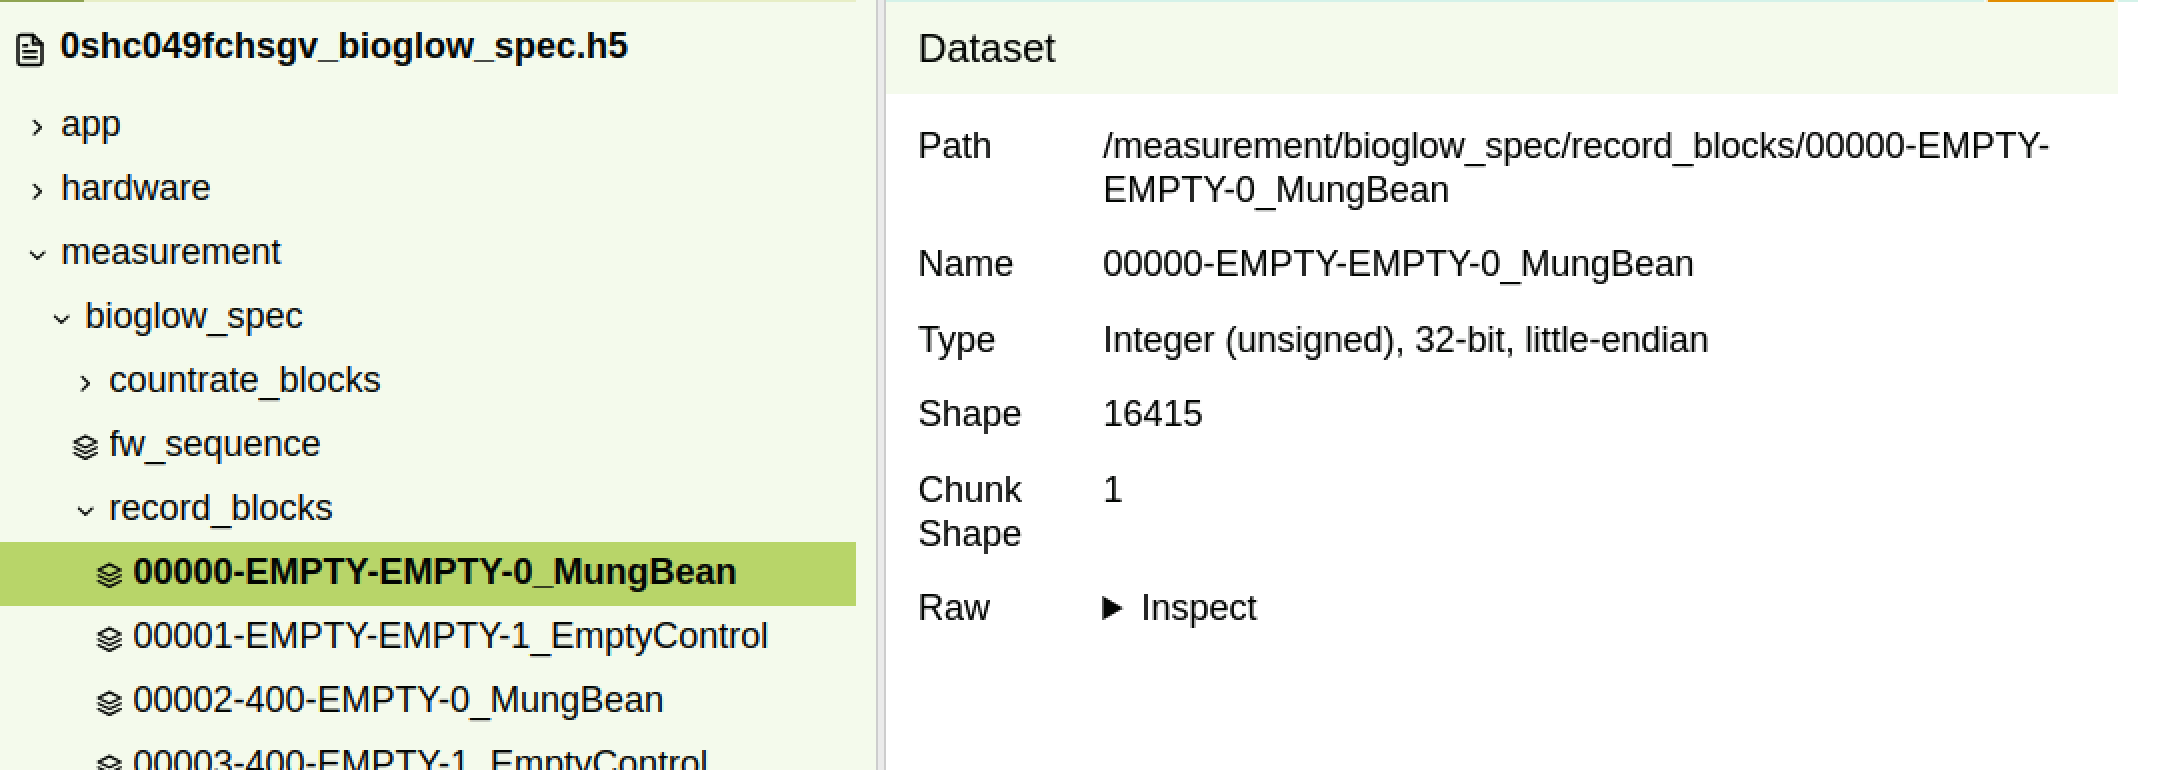 0shc049fchsgv_bioglow_spec.h5
app
hardware
measurement
bioglow_spec
countrate_blocks
fw_sequence
record_blocks
00000-EMPTY-EMPTY-0_MungBean
00001-EMPTY-EMPTY-1_EmptyControl
00002-400-EMPTY-0_MungBean
00003-400-EMPTY-1_EmptyControl
Dataset
Path /measurement/bioglow_spec/record_blocks/00000-EMPTY-
EMPTY-0_MungBean
Name 00000-EMPTY-EMPTY-0_MungBean
Type Integer (unsigned), 32-bit, little-endian
Shape 16415
Chunk 1
Shape
Raw Inspect